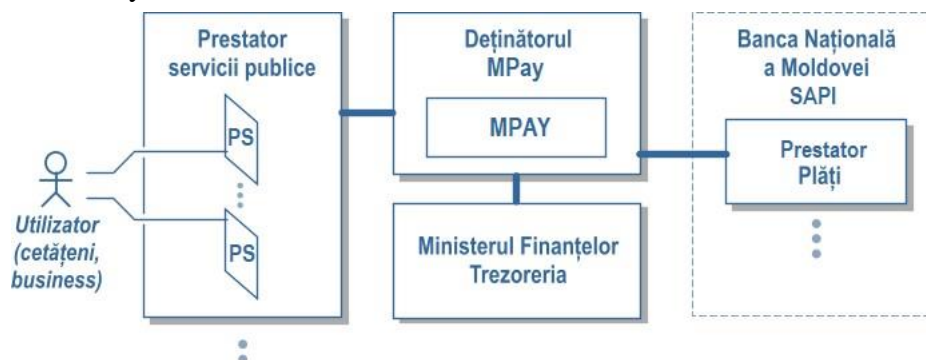 Prestator
servicii publice
PS
PS
Utilizator
(cetățeni,
business)
Deținătorul
MPay
MPAY
Ministerul Finanțelor
Trezoreria
Banca Națională
a Moldovei
SAPI
Prestator
Plăți